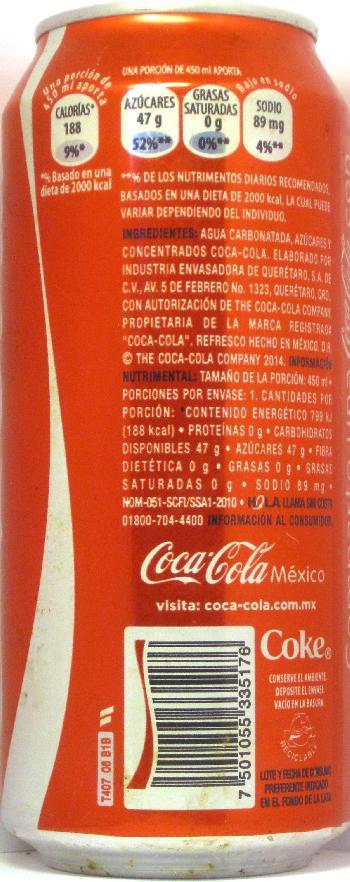 Una porción de
450 ml aporta
UNA PORCIÓN DE 450 ml APORTA
Bajo en sodio
CALORÍAS*
188
9%*
AZÚCARES
47 g
52%**
GRASAS
SATURADAS
0 g
0%**
SODIO
89 mg
4%**
*% Basado en una
dieta de 2000 kcal
**% DE LOS NUTRIMENTOS DIARIOS RECOMENDADOS,
BASADOS EN UNA DIETA DE 2000 kcal, LA CUAL PUEDE
VARIAR DEPENDIENDO DEL INDIVIDUO.
INGREDIENTES: AGUA CARBONATADA, AZÚCARES Y
CONCENTRADOS COCA-COLA. ELABORADO POR
INDUSTRIA ENVASADORA DE QUERÉTARO, S.A. DE
C.V., AV. 5 DE FEBRERO No. 1323, QUERÉTARO, QRO.,
CON AUTORIZACIÓN DE THE COCA-COLA COMPANY
PROPIETARIA DE LA MARCA REGISTRADA
"COCA-COLA". REFRESCO HECHO EN MÉXICO. D.R.
© THE COCA-COLA COMPANY 2014. INFORMACIÓN
NUTRIMENTAL: TAMAÑO DE LA PORCIÓN: 450 ml •
PORCIONES POR ENVASE: 1. CANTIDADES POR
PORCIÓN: *CONTENIDO ENERGÉTICO 799 kJ
(188 kcal) • PROTEÍNAS 0 g • CARBOHIDRATOS
DISPONIBLES 47 g • AZÚCARES 47 g • FIBRA
DIETÉTICA 0 g • GRASAS 0 g • GRASAS
SATURADAS 0 g • SODIO 89 mg •
NOM-051-SCFI/SSA1-2010 • HOLA LLAMA SIN COSTO
01800-704-4400 INFORMACIÓN AL CONSUMIDOR.
Coca-Cola México
visita: coca-cola.com.mx
Coke®
CONSERVE EL AMBIENTE.
DEPOSITE EL ENVASE
VACÍO EN LA BASURA.
RECICLABLE
7 501055 335176
T407 06 B1B
LOTE Y FECHA DE CONSUMO
PREFERENTE INDICADO
EN EL FONDO DE LA LATA